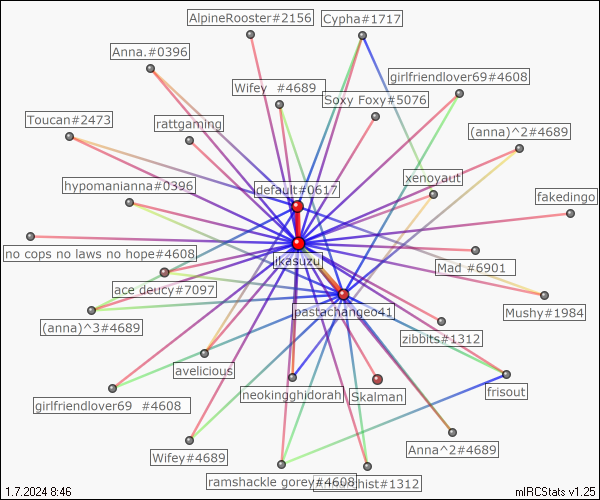 AlpineRooster#2156
Cypha#1717
Anna.#0396
girlfriendlover69#4608
Wifey  #4689
Soxy Foxy#5076
Toucan#2473
rattgaming
(anna)^2#4689
hypomanianna#0396
default#0617
xenoyaut
fakedingo
no cops no laws no hope#4608
ikasuzu
Mad #6901
ace deucy#7097
pastachangeo41
Mushy#1984
(anna)^3#4689
zibbits#1312
avelicious
neokingghidorah
Skalman
frisout
girlfriendlover69  #4608
Anna^2#4689
Wifey#4689
ramshackle gorey#4608
hist#1312
1.7.2024 8:46
mIRCStats v1.25